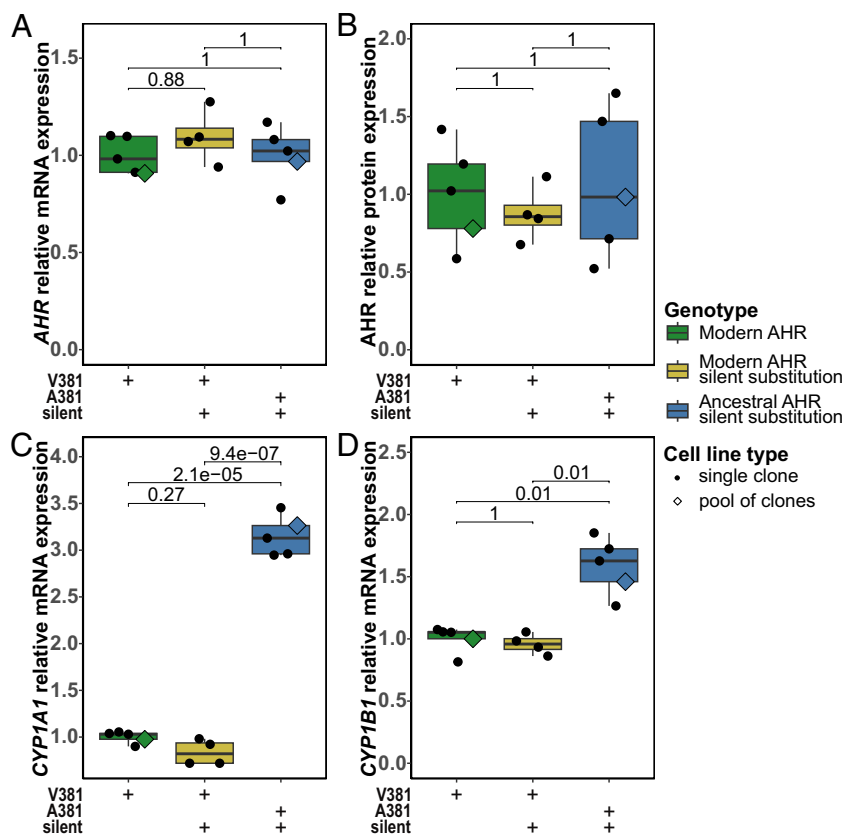 A
AHR relative mRNA expression
1.5
1.0
0.5
0.0
1
1
0.88
V381 + +
A381 +
silent + +
B
AHR relative protein expression
2.0
1.5
1.0
0.5
0.0
1
1
1
V381 + +
A381 +
silent + +
Genotype
Modern AHR
Modern AHR
silent substitution
Ancestral AHR
silent substitution
Cell line type
single clone
pool of clones
C
CYP1A1 relative mRNA expression
4.0
3.5
3.0
2.5
2.0
1.5
1.0
9.4e−07
2.1e−05
0.27
V381 + +
A381 +
silent + +
D
CYP1B1 relative mRNA expression
2.5
2.0
1.5
1.0
0.5
0.0
0.01
0.01
1
V381 + +
A381 +
silent + +